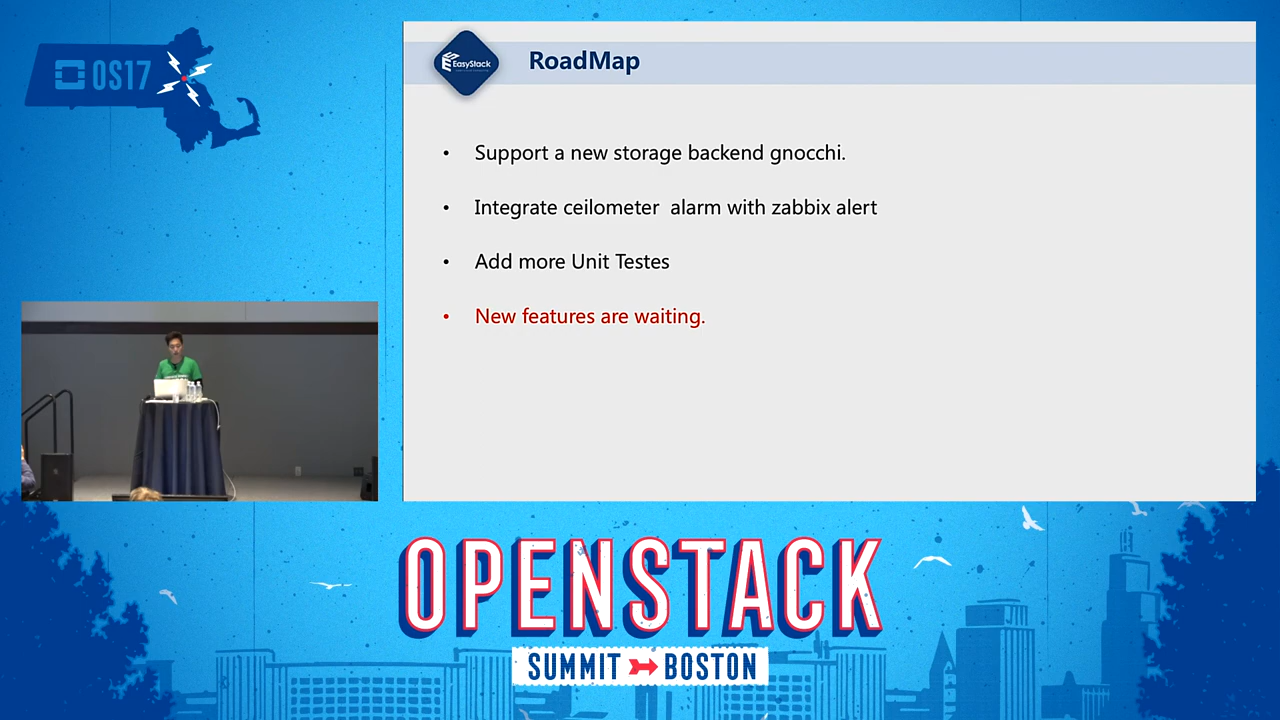 OS17
EasyStack
RoadMap
• Support a new storage backend gnocchi.
• Integrate ceilometer  alarm with zabbix alert
• Add more Unit Testes
• New features are waiting.
OPENSTACK
SUMMIT BOSTON